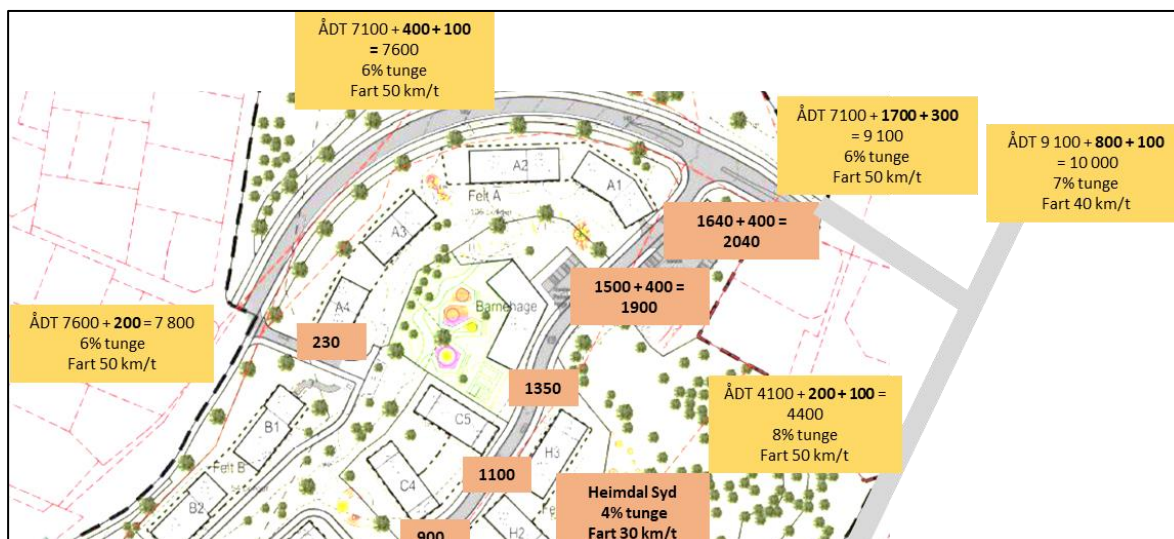 ÅDT 7100 + 400 + 100
= 7600
6% tunge
Fart 50 km/t
ÅDT 7100 + 1700 + 300
= 9 100
6% tunge
Fart 50 km/t
ÅDT 9 100 + 800 + 100
= 10 000
7% tunge
Fart 40 km/t
A2
A1
Felt A
A3
1640 + 400 =
2040
1500 + 400 =
1900
A4
Barnehage
ÅDT 7600 + 200 = 7 800
6% tunge
Fart 50 km/t
230
1350
ÅDT 4100 + 200 + 100 =
4400
8% tunge
Fart 50 km/t
B1
C5
H3
Felt B
1100
C4
B2
Heimdal Syd
4% tunge
Fart 30 km/t
H2
900